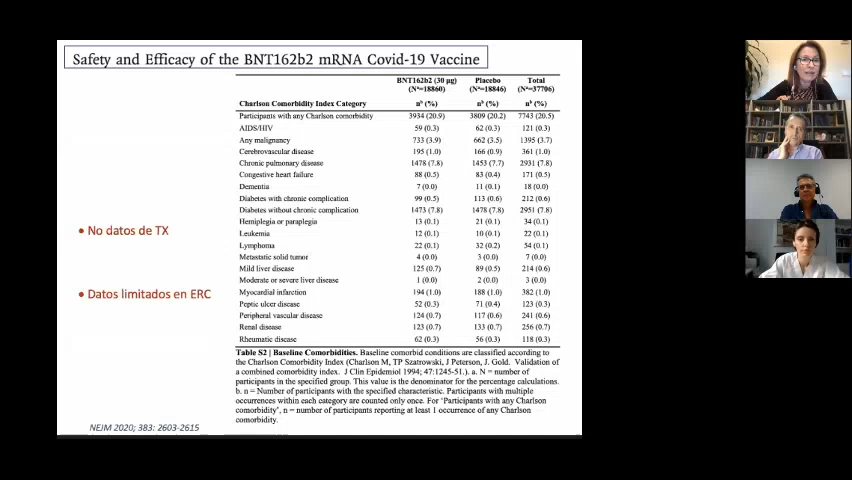 Safety and Efficacy of the BNT162b2 mRNA Covid-19 Vaccine
BNT162b2 (30 µg) Placebo Total
(Nᵃ=18860) (Nᵃ=18846) (Nᵃ=37706)
Charlson Comorbidity Index Category nᵇ (%) nᵇ (%) nᵇ (%)
Participants with any Charlson comorbidity 3934 (20.9) 3809 (20.2) 7743 (20.5)
AIDS/HIV 59 (0.3) 62 (0.3) 121 (0.3)
Any malignancy 733 (3.9) 662 (3.5) 1395 (3.7)
Cerebrovascular disease 195 (1.0) 166 (0.9) 361 (1.0)
Chronic pulmonary disease 1478 (7.8) 1453 (7.7) 2931 (7.8)
Congestive heart failure 88 (0.5) 83 (0.4) 171 (0.5)
Dementia 7 (0.0) 11 (0.1) 18 (0.0)
Diabetes with chronic complication 99 (0.5) 113 (0.6) 212 (0.6)
Diabetes without chronic complication 1473 (7.8) 1478 (7.8) 2951 (7.8)
Hemiplegia or paraplegia 13 (0.1) 21 (0.1) 34 (0.1)
Leukemia 12 (0.1) 10 (0.1) 22 (0.1)
Lymphoma 22 (0.1) 32 (0.2) 54 (0.1)
Metastatic solid tumor 4 (0.0) 3 (0.0) 7 (0.0)
Mild liver disease 125 (0.7) 89 (0.5) 214 (0.6)
Moderate or severe liver disease 1 (0.0) 2 (0.0) 3 (0.0)
Myocardial infarction 194 (1.0) 188 (1.0) 382 (1.0)
Peptic ulcer disease 52 (0.3) 71 (0.4) 123 (0.3)
Peripheral vascular disease 124 (0.7) 117 (0.6) 241 (0.6)
Renal disease 123 (0.7) 133 (0.7) 256 (0.7)
Rheumatic disease 62 (0.3) 56 (0.3) 118 (0.3)
Table S2 | Baseline Comorbidities. Baseline comorbid conditions are classified according to
the Charlson Comorbidity Index (Charlson M, TP Szatrowski, J Peterson, J. Gold. Validation of
a combined comorbidity index. J Clin Epidemiol 1994; 47:1245-51.). a. N = number of
participants in the specified group. This value is the denominator for the percentage calculations.
b. n = Number of participants with the specified characteristic. Participants with multiple
occurrences within each category are counted only once. For ‘Participants with any Charlson
comorbidity’, n = number of participants reporting at least 1 occurrence of any Charlson
comorbidity.
• No datos de TX
• Datos limitados en ERC
NEJM 2020; 383: 2603-2615